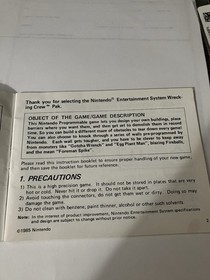 Thank you for selecting the Nintendo® Entertainment System Wreck-
ing Crew™ Pak.
OBJECT OF THE GAME/GAME DESCRIPTION
This Nintendo Programmable game lets you design your own buildings, place
barriers where you want them, and then get set to demolish them in record
time. So you can build a different maze of obstacles to tear down every game!
You can also choose to knock through a series of walls pre-programmed by
Nintendo. Each wall gets tougher, and you have to be clever to keep away
from monsters like "Gotcha Wrench" and "Egg Plant Man", blazing Fireballs,
and the mean "Foreman Spike".
Please read this instruction booklet to ensure proper handling of your new game,
and then save the booklet for future reference.
1. PRECAUTIONS
1) This is a high precision game. It should not be stored in places that are very
hot or cold. Never hit it or drop it. Do not take it apart.
2) Avoid touching the connectors, do not get them wet or dirty. Doing so may
damage the game.
3) Do not clean with benzene, paint thinner, alcohol or other such solvents.
Note: In the interest of product improvement, Nintendo Entertainment System specifications
and design are subject to change without prior notice.
©1985 Nintendo